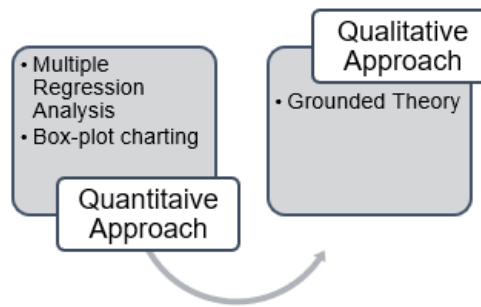 • Multiple
Regression
Analysis
• Box-plot charting
Quantitaive
Approach
Qualitative
Approach
• Grounded Theory